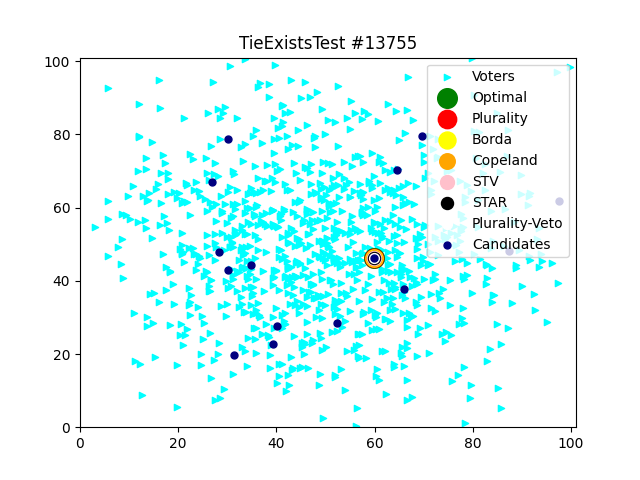 TieExistsTest #13755
100
80
60
40
20
0
0
20
40
60
80
100
Voters
Optimal
Plurality
Borda
Copeland
STV
STAR
Plurality-Veto
Candidates